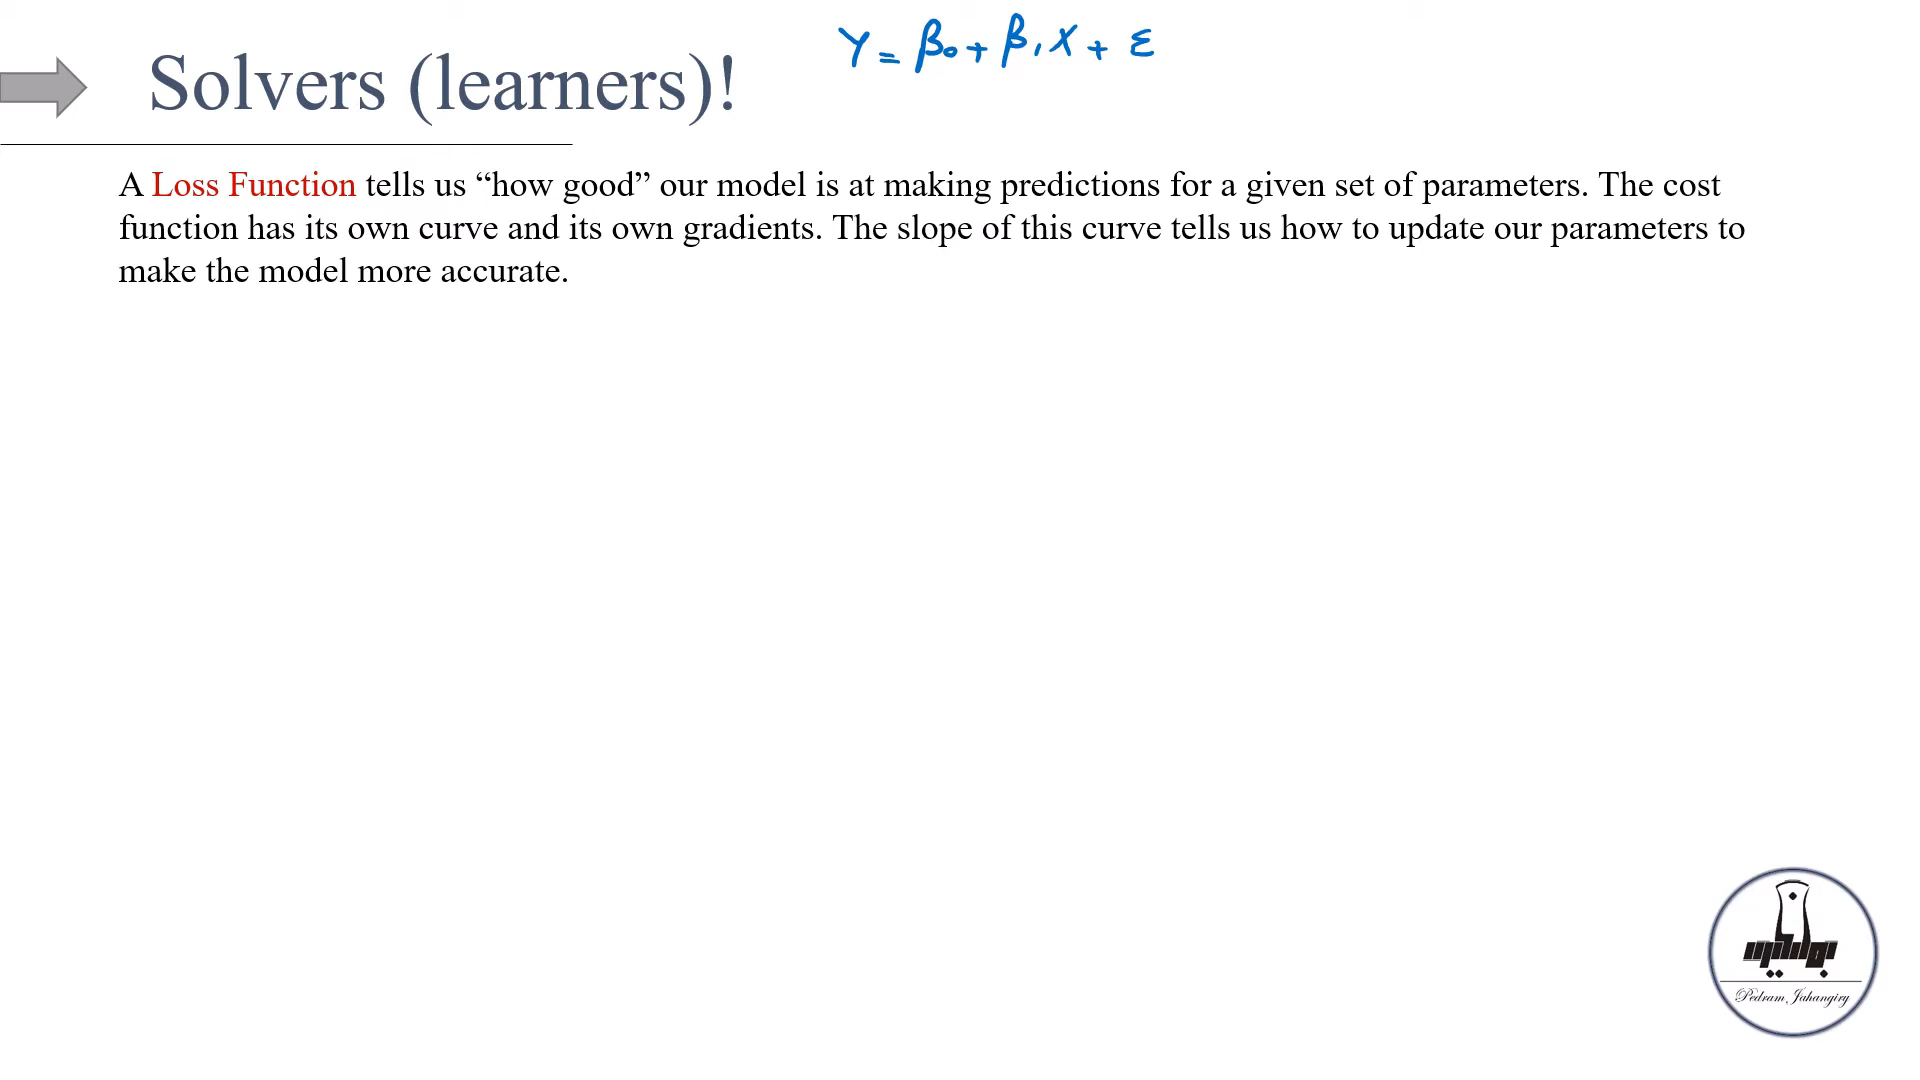 Y = β₀ + β₁X + ε
Solvers (learners)!
A Loss Function tells us “how good” our model is at making predictions for a given set of parameters. The cost
function has its own curve and its own gradients. The slope of this curve tells us how to update our parameters to
make the model more accurate.
Pedram Jahangiry